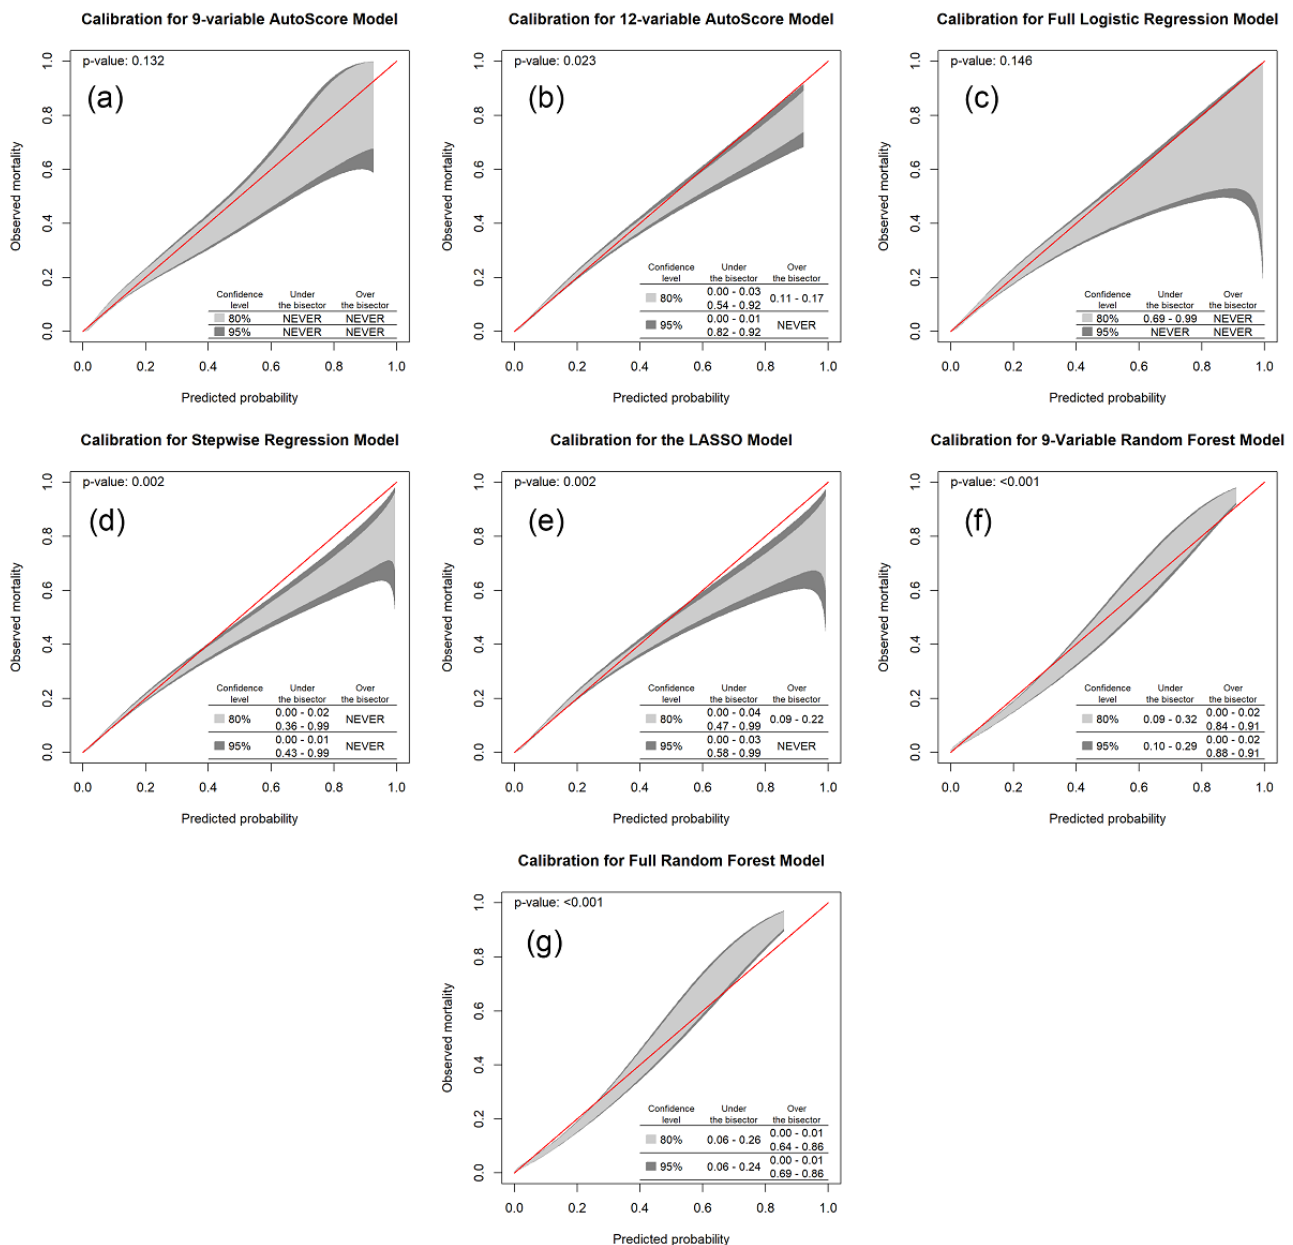 Calibration for 9-variable AutoScore Model
p-value: 0.132
(a)
Observed mortality
1.0
0.8
0.6
0.4
0.2
0.0
Confidence level Under the bisector Over the bisector
80% NEVER NEVER
95% NEVER NEVER
0.0 0.2 0.4 0.6 0.8 1.0
Predicted probability
Calibration for 12-variable AutoScore Model
p-value: 0.023
(b)
Observed mortality
1.0
0.8
0.6
0.4
0.2
0.0
Confidence level Under the bisector Over the bisector
0.00 - 0.03
80% 0.11 - 0.17
0.54 - 0.92
0.00 - 0.01
95% NEVER
0.82 - 0.92
0.0 0.2 0.4 0.6 0.8 1.0
Predicted probability
Calibration for Full Logistic Regression Model
p-value: 0.146
(c)
Observed mortality
1.0
0.8
0.6
0.4
0.2
0.0
Confidence level Under the bisector Over the bisector
80% 0.69 - 0.99 NEVER
95% NEVER NEVER
0.0 0.2 0.4 0.6 0.8 1.0
Predicted probability
Calibration for Stepwise Regression Model
p-value: 0.002
(d)
Observed mortality
1.0
0.8
0.6
0.4
0.2
0.0
Confidence level Under the bisector Over the bisector
0.00 - 0.02
80% NEVER
0.36 - 0.99
0.00 - 0.01
95% NEVER
0.43 - 0.99
0.0 0.2 0.4 0.6 0.8 1.0
Predicted probability
Calibration for the LASSO Model
p-value: 0.002
(e)
Observed mortality
1.0
0.8
0.6
0.4
0.2
0.0
Confidence level Under the bisector Over the bisector
0.00 - 0.04
80% 0.09 - 0.22
0.47 - 0.99
0.00 - 0.03
95% NEVER
0.58 - 0.99
0.0 0.2 0.4 0.6 0.8 1.0
Predicted probability
Calibration for 9-Variable Random Forest Model
p-value: <0.001
(f)
Observed mortality
1.0
0.8
0.6
0.4
0.2
0.0
Confidence level Under the bisector Over the bisector
0.00 - 0.02
80% 0.09 - 0.32
0.84 - 0.91
0.00 - 0.02
95% 0.10 - 0.29
0.88 - 0.91
0.0 0.2 0.4 0.6 0.8 1.0
Predicted probability
Calibration for Full Random Forest Model
p-value: <0.001
(g)
Observed mortality
1.0
0.8
0.6
0.4
0.2
0.0
Confidence level Under the bisector Over the bisector
0.00 - 0.01
80% 0.06 - 0.26
0.64 - 0.86
0.00 - 0.01
95% 0.06 - 0.24
0.69 - 0.86
0.0 0.2 0.4 0.6 0.8 1.0
Predicted probability